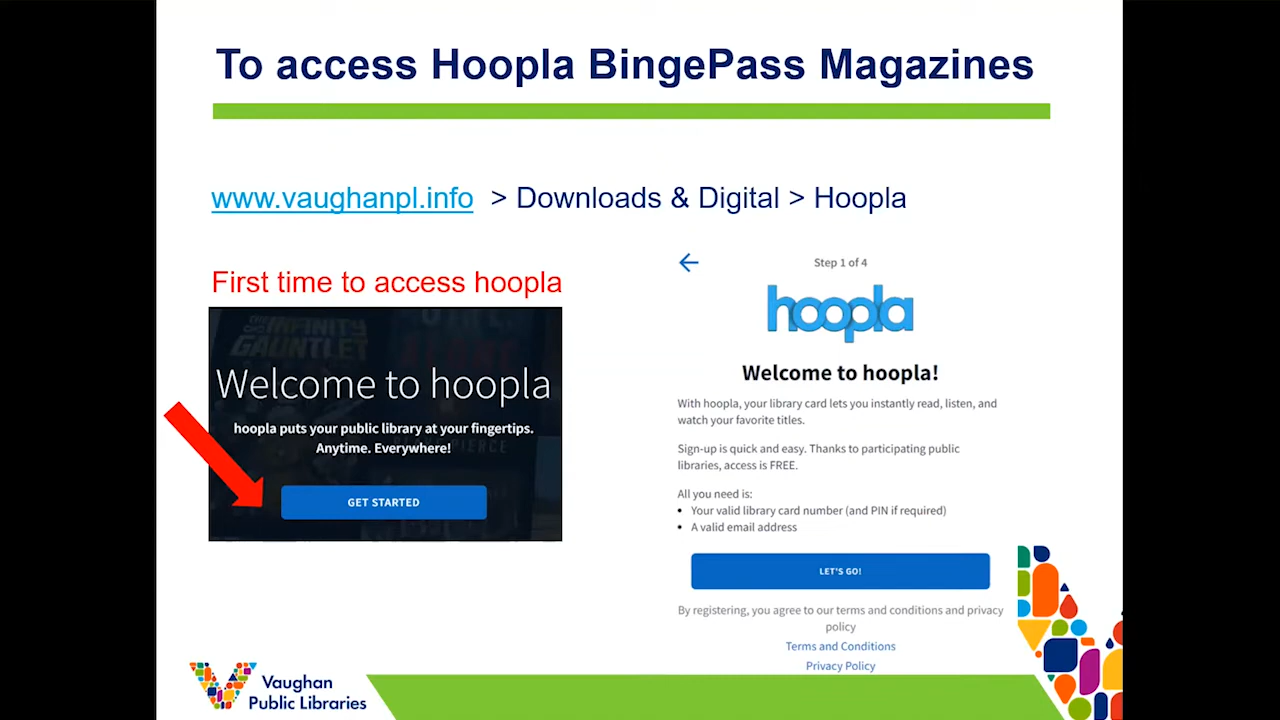 To access Hoopla BingePass Magazines
www.vaughanpl.info > Downloads & Digital > Hoopla
First time to access hoopla
INFINITY
GAUNTLET
Welcome to hoopla
hoopla puts your public library at your fingertips.
Anytime. Everywhere!
GET STARTED
Step 1 of 4
hoopla
Welcome to hoopla!
With hoopla, your library card lets you instantly read, listen, and
watch your favorite titles.
Sign-up is quick and easy. Thanks to participating public
libraries, access is FREE.
All you need is:
• Your valid library card number (and PIN if required)
• A valid email address
LET'S GO!
By registering, you agree to our terms and conditions and privacy
policy
Terms and Conditions
Privacy Policy
Vaughan
Public Libraries